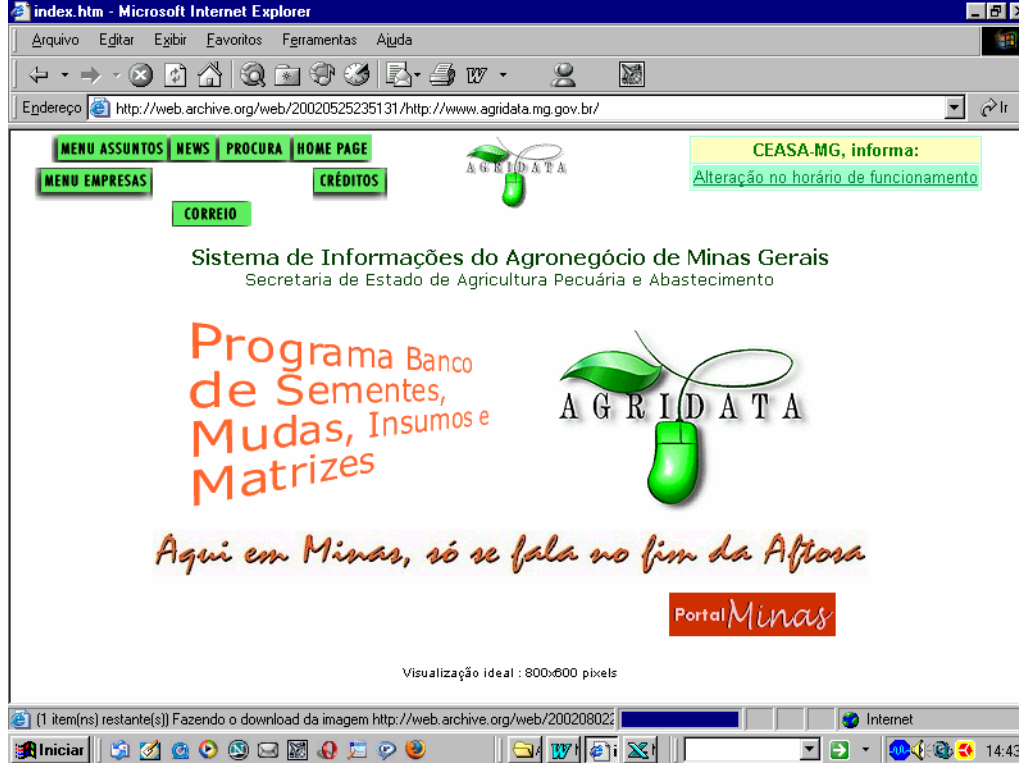 index.htm - Microsoft Internet Explorer
Arquivo Editar Exibir Favoritos Ferramentas Ajuda
Endereço http://web.archive.org/web/20020525235131/http://www.agridata.mg.gov.br/ Ir
MENU ASSUNTOS NEWS PROCURA HOME PAGE
MENU EMPRESAS CRÉDITOS
CORREIO
AGRIDATA
CEASA-MG, informa:
Alteração no horário de funcionamento
Sistema de Informações do Agronegócio de Minas Gerais
Secretaria de Estado de Agricultura Pecuária e Abastecimento
Programa Banco
de Sementes,
Mudas, Insumos e
Matrizes
AGRIDATA
Aqui em Minas, só se fala no fim da Aftosa
Portal Minas
Visualização ideal : 800x600 pixels
(1 item(ns) restante(s)) Fazendo o download da imagem http://web.archive.org/web/200208022 Internet
Iniciar 14:43